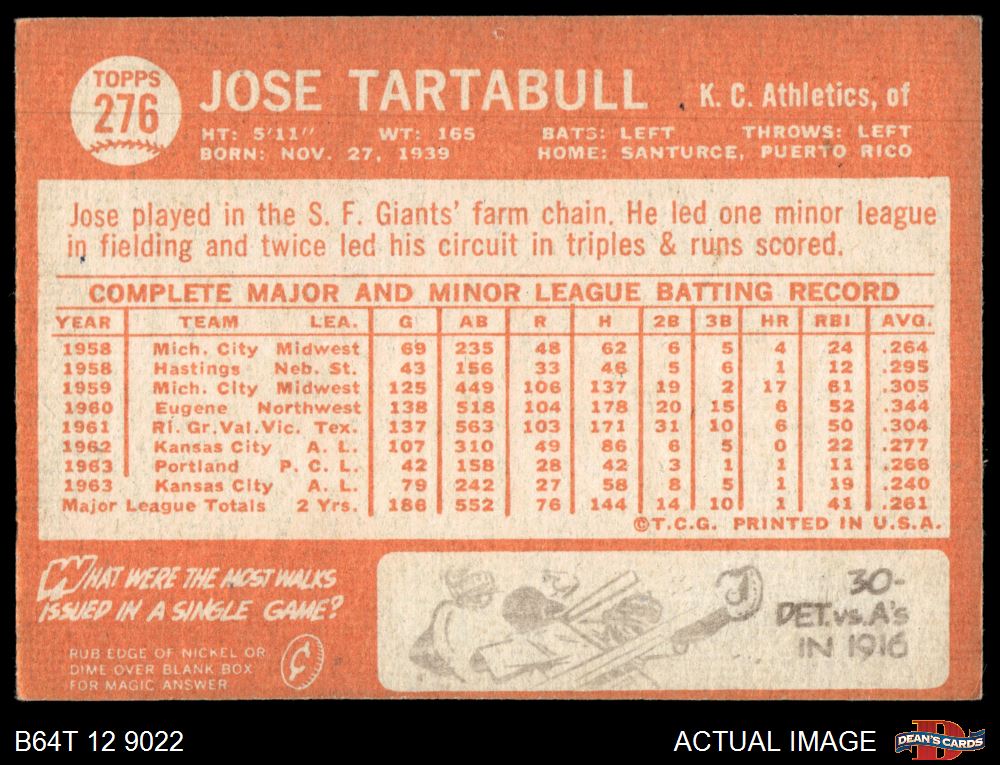 TOPPS
276
JOSE TARTABULL
K. C. Athletics, of
HT: 5'11" WT: 165 BATS: LEFT THROWS: LEFT
BORN: NOV. 27, 1939 HOME: SANTURCE, PUERTO RICO
Jose played in the S. F. Giants' farm chain. He led one minor league
in fielding and twice led his circuit in triples & runs scored.
COMPLETE MAJOR AND MINOR LEAGUE BATTING RECORD
YEAR TEAM LEA. G AB R H 2B 3B HR RBI AVG.
1958 Mich. City Midwest 69 235 48 62 6 5 4 24 .264
1958 Hastings Neb. St. 43 156 33 46 5 6 1 12 .295
1959 Mich. City Midwest 125 449 106 137 19 2 17 61 .305
1960 Eugene Northwest 138 518 104 178 20 15 6 52 .344
1961 Ri. Gr. Val. Vic. Tex. 137 563 103 171 31 10 6 50 .304
1962 Kansas City A. L. 107 310 49 86 6 5 0 22 .277
1963 Portland P. C. L. 42 158 28 42 3 1 1 11 .266
1963 Kansas City A. L. 79 242 27 58 8 5 1 19 .240
Major League Totals 2 Yrs. 186 552 76 144 14 10 1 41 .261
©T.C.G. PRINTED IN U.S.A.
WHAT WERE THE MOST WALKS
ISSUED IN A SINGLE GAME?
RUB EDGE OF NICKEL OR
DIME OVER BLANK BOX
FOR MAGIC ANSWER
30-
DET. vs. A's
IN 1916
B64T 12 9022
ACTUAL IMAGE
DEAN'S CARDS